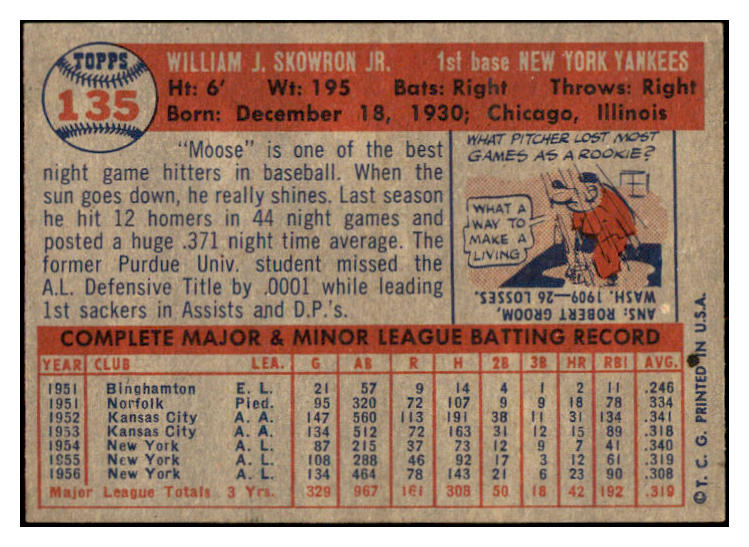 TOPPS
135
WILLIAM J. SKOWRON JR. 1st base NEW YORK YANKEES
Ht: 6' Wt: 195 Bats: Right Throws: Right
Born: December 18, 1930; Chicago, Illinois
"Moose" is one of the best
night game hitters in baseball. When the
sun goes down, he really shines. Last season
he hit 12 homers in 44 night games and
posted a huge .371 night time average. The
former Purdue Univ. student missed the
A.L. Defensive Title by .0001 while leading
1st sackers in Assists and D.P.'s.
WHAT PITCHER LOST MOST
GAMES AS A ROOKIE?
WHAT A
WAY TO
MAKE A
LIVING
ANS: ROBERT GROOM,
WASH. 1909—26 LOSSES.
COMPLETE MAJOR & MINOR LEAGUE BATTING RECORD
YEAR CLUB LEA. G AB R H 2B 3B HR RBI AVG.
1951 Binghamton E. L. 21 57 9 14 4 1 2 11 .246
1951 Norfolk Pied. 95 320 72 107 9 9 18 78 334
1952 Kansas City A. A. 147 560 113 191 38 11 31 134 .341
1953 Kansas City A. A. 134 512 72 163 31 12 15 89 .318
1954 New York A. L. 87 215 37 73 12 9 7 41 .340
1955 New York A. L. 108 288 46 92 17 3 12 61 .319
1956 New York A. L. 134 464 78 143 21 6 23 90 .308
Major League Totals 3 Yrs. 329 967 161 308 50 18 42 192 .319
© T. C. G. PRINTED IN U.S.A.